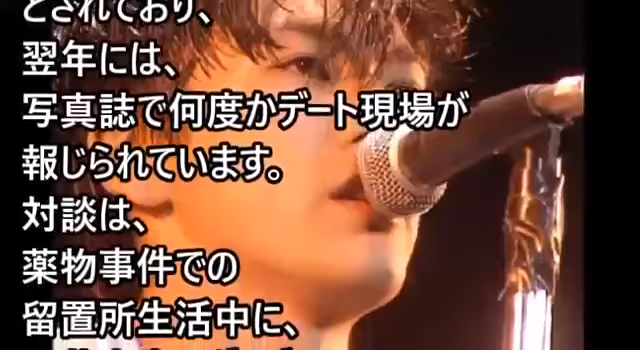 とされており、
翌年には、
写真誌で何度かデート現場が
報じられています。
対談は、
薬物事件での
留置所生活中に、